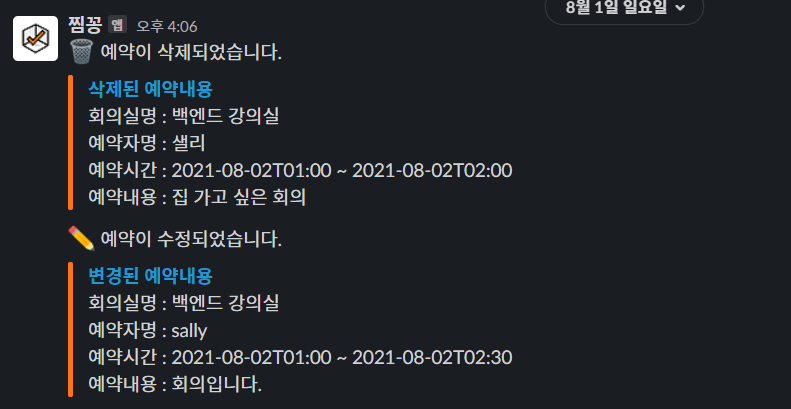 8월 1일 일요일
찜꽁 앱 오후 4:06
예약이 삭제되었습니다.
삭제된 예약내용
회의실명 : 백엔드 강의실
예약자명 : 샐리
예약시간 : 2021-08-02T01:00 ~ 2021-08-02T02:00
예약내용 : 집 가고 싶은 회의
예약이 수정되었습니다.
변경된 예약내용
회의실명 : 백엔드 강의실
예약자명 : sally
예약시간 : 2021-08-02T01:00 ~ 2021-08-02T02:30
예약내용 : 회의입니다.